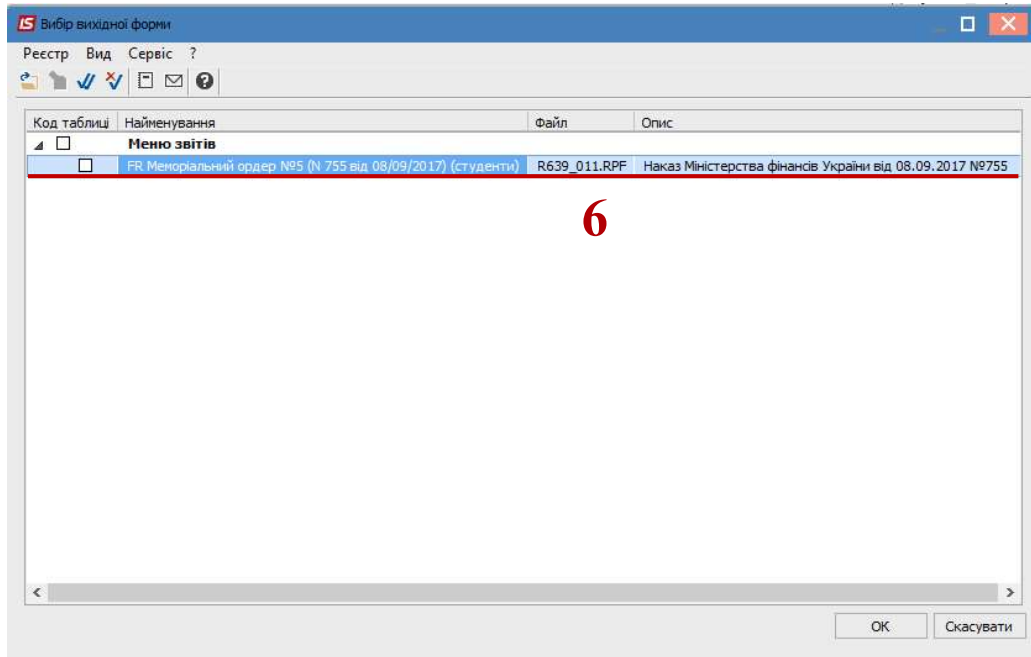 Вибір вихідної форми
Реєстр Вид Сервіс ?
Код таблиці Найменування Файл Опис
Меню звітів
FR Меморіальний ордер №5 (N 755 від 08/09/2017) (студенти) R639_011.RPF Наказ Міністерства фінансів України від 08.09.2017 №755
6
OK Скасувати